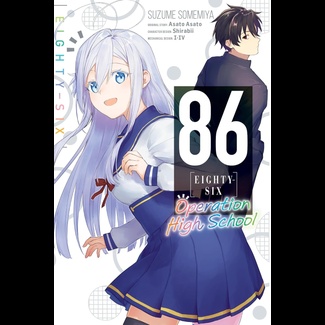 SUZUME SOMEMIYA
ORIGINAL STORY Asato Asato
CHARACTER DESIGN Shirabii
MECHANICAL DESIGN I-IV
EIGHTY-SIX
86
[EIGHTY-
SIX]
Operation
High School